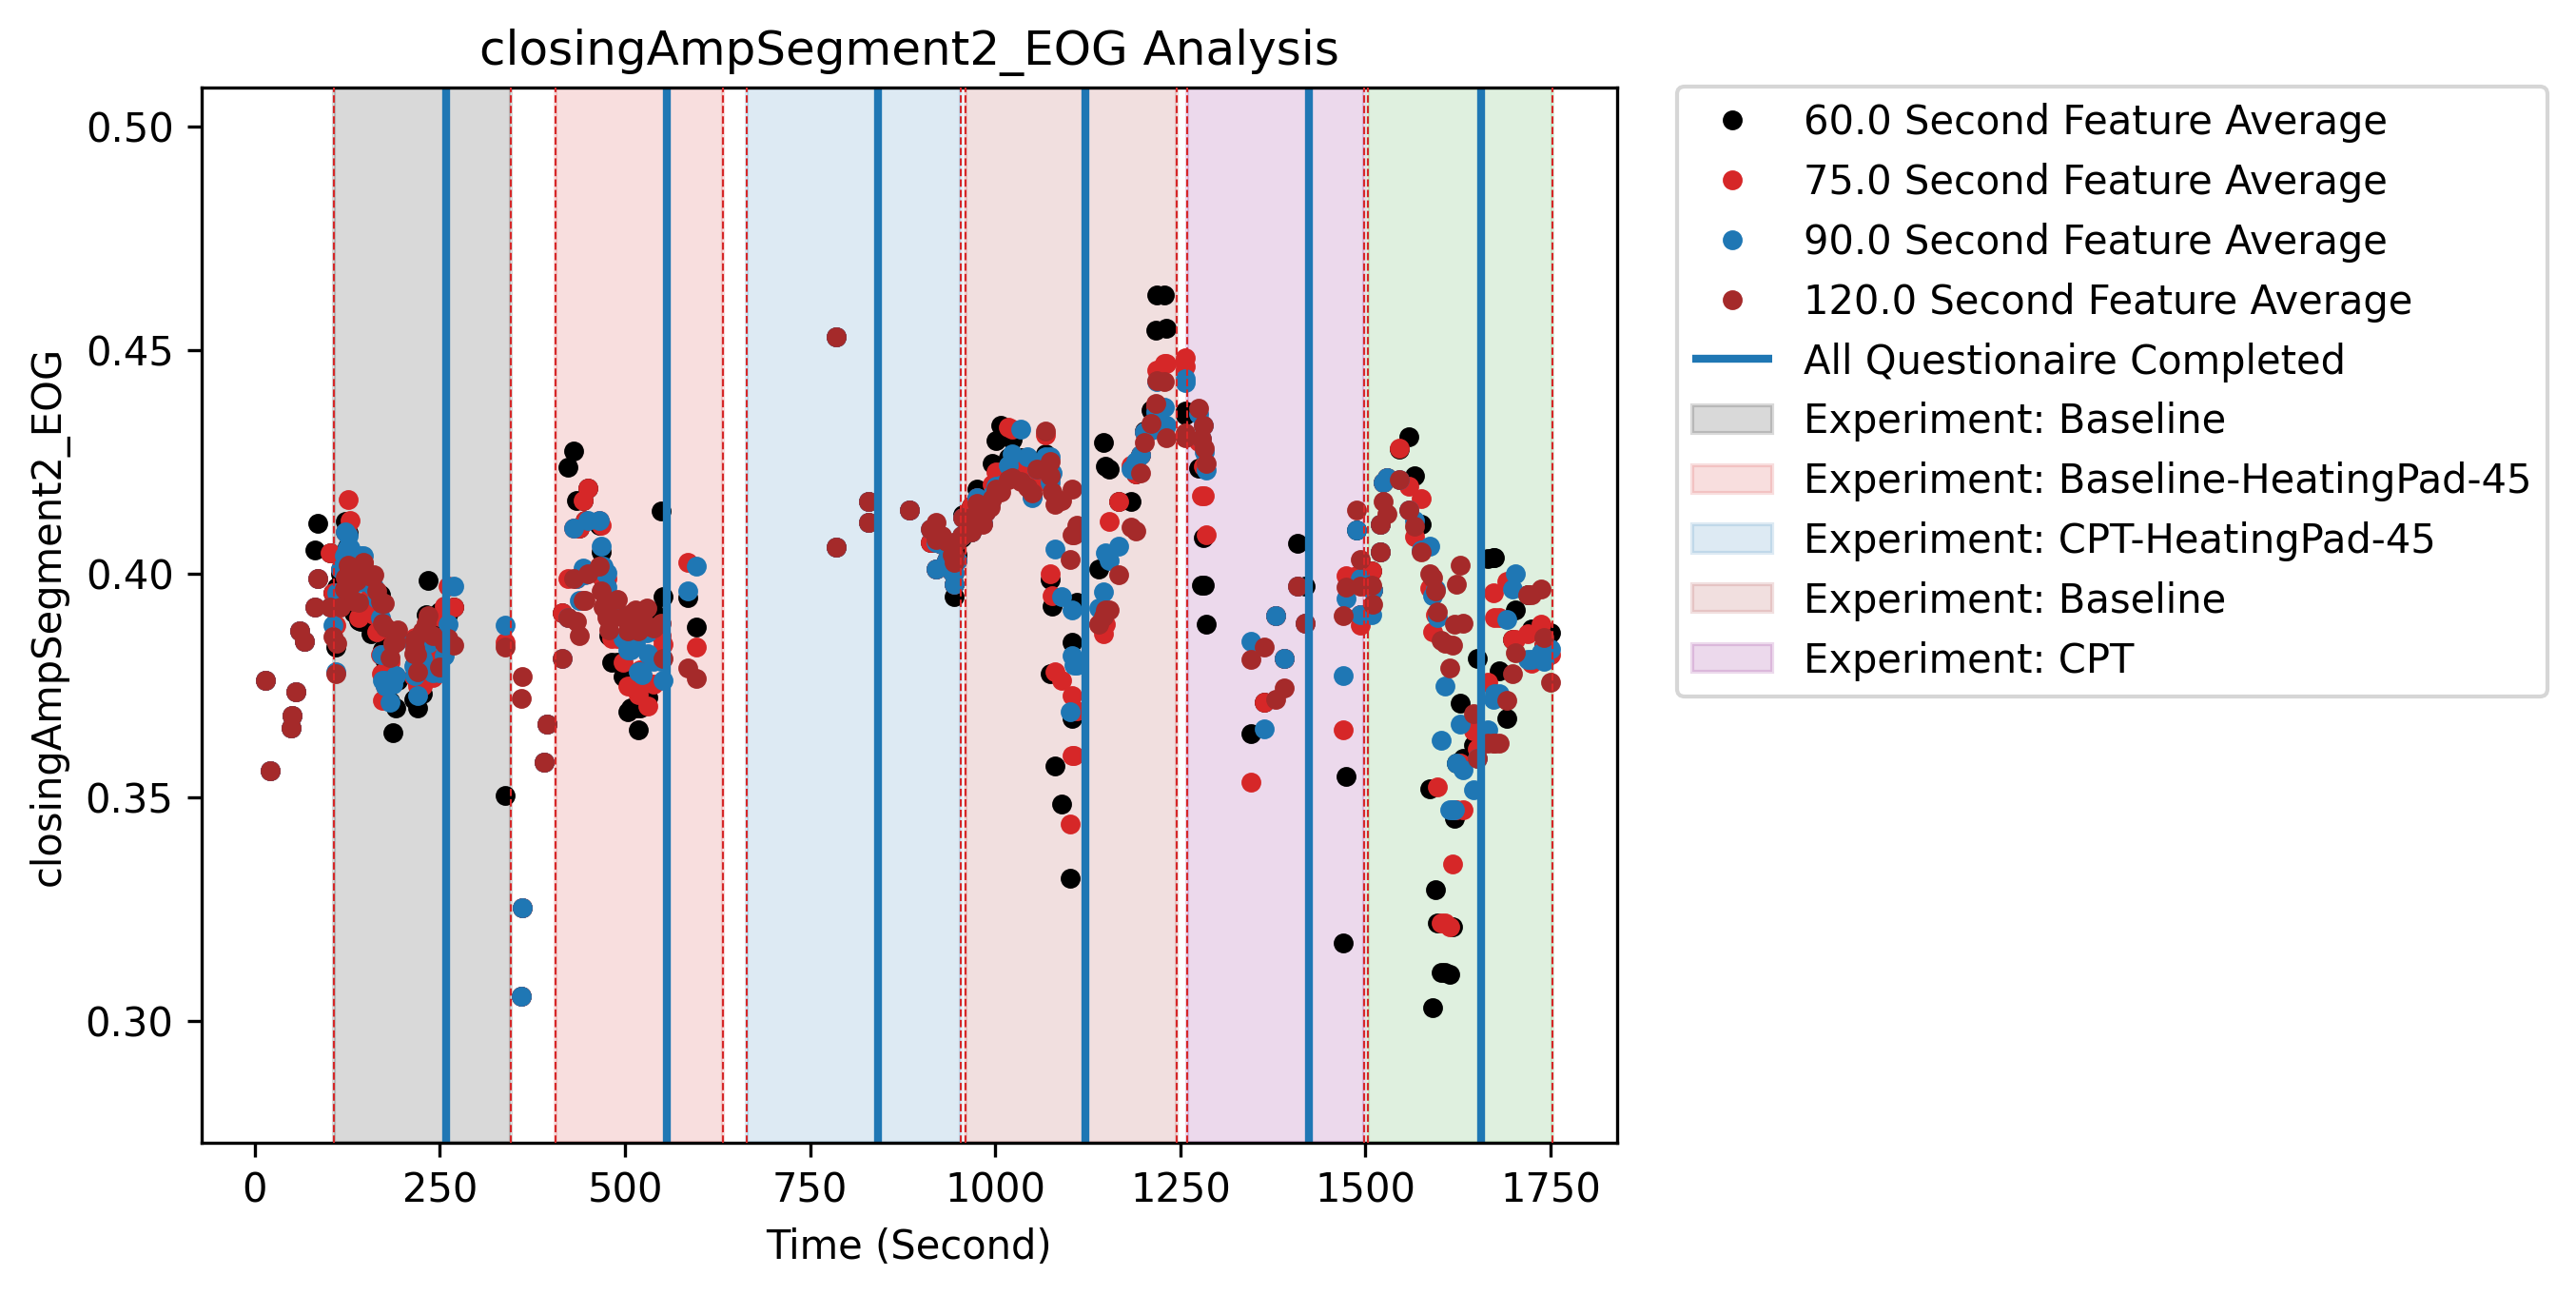 closingAmpSegment2_EOG Analysis
closingAmpSegment2_EOG
0.50
0.45
0.40
0.35
0.30
0 250 500 750 1000 1250 1500 1750
Time (Second)
60.0 Second Feature Average
75.0 Second Feature Average
90.0 Second Feature Average
120.0 Second Feature Average
All Questionaire Completed
Experiment: Baseline
Experiment: Baseline-HeatingPad-45
Experiment: CPT-HeatingPad-45
Experiment: Baseline
Experiment: CPT